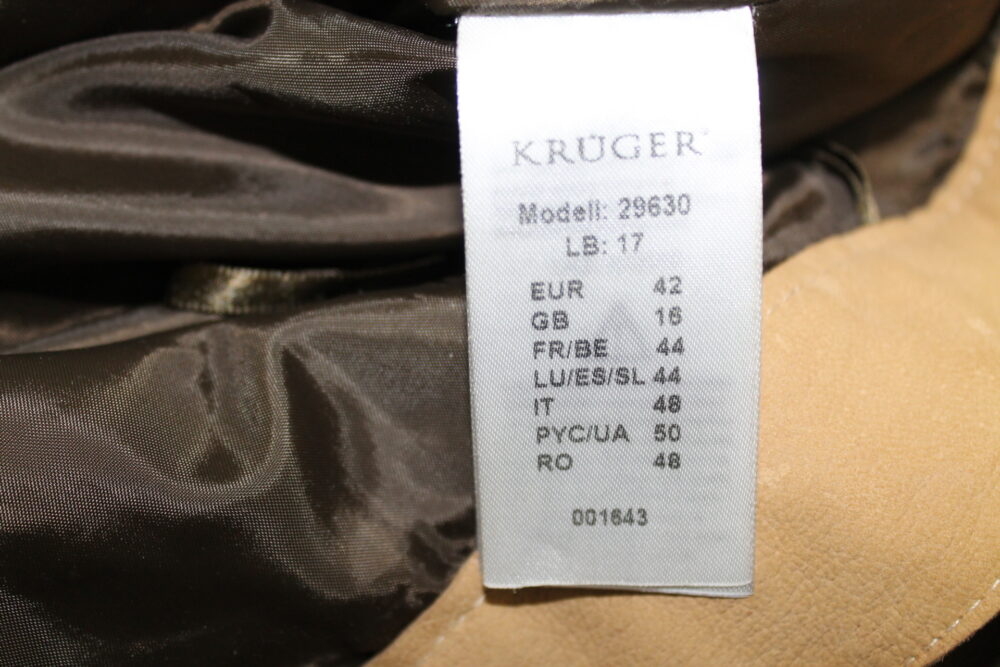 KRÜGER
Modell: 29630
LB: 17
EUR 42
GB 16
FR/BE 44
LU/ES/SL 44
IT 48
PYC/UA 50
RO 48
001643